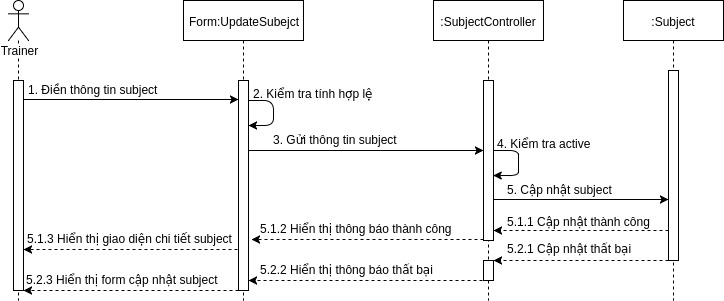 Form:UpdateSubejct
:SubjectController
:Subject
Trainer
1. Điền thông tin subject
2. Kiểm tra tính hợp lệ
3. Gửi thông tin subject
4. Kiểm tra active
5. Cập nhật subject
5.1.1 Cập nhật thành công
5.1.2 Hiển thị thông báo thành công
5.1.3 Hiển thị giao diện chi tiết subject
5.2.1 Cập nhật thất bại
5.2.2 Hiển thị thông báo thất bại
5.2.3 Hiển thị form cập nhật subject